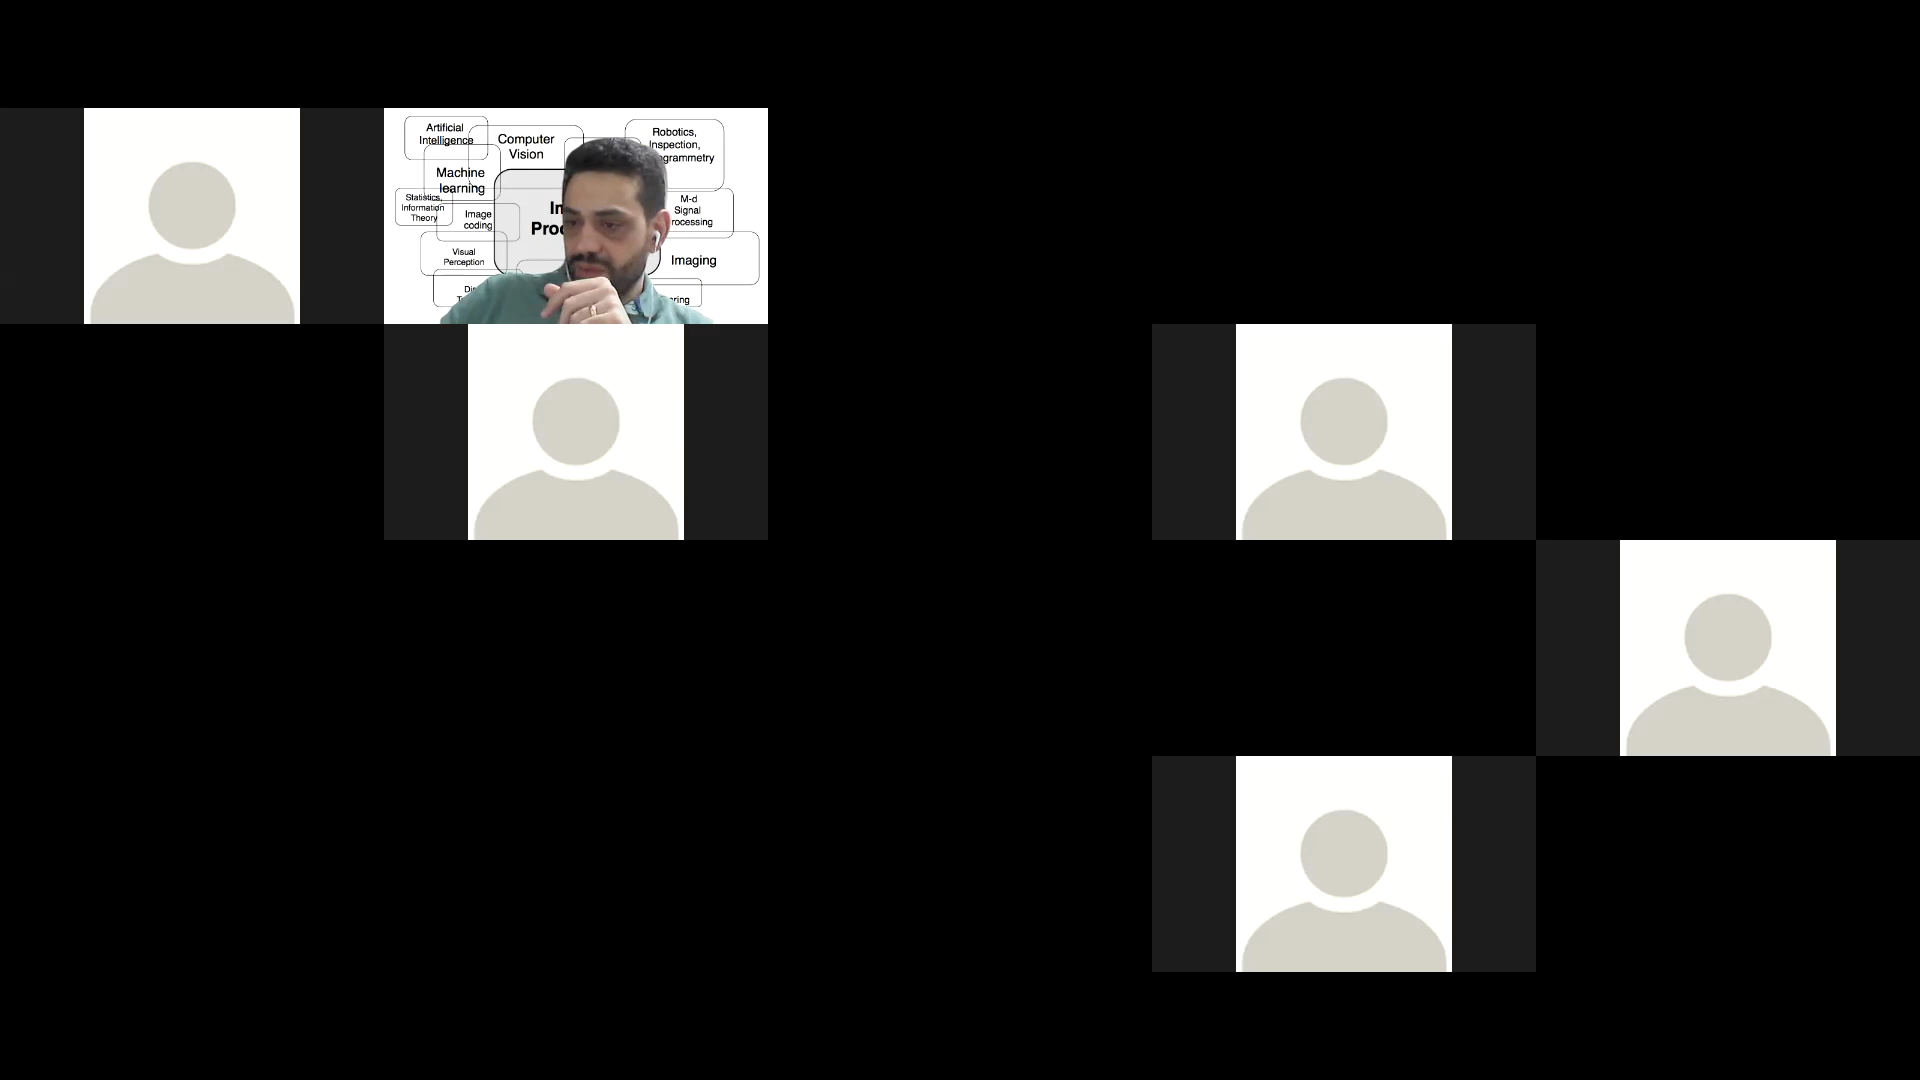 Artificial
Intelligence
Computer
Vision
Robotics,
Inspection,
Machine
learning
Statistics,
Information
Theory
Image
coding
M-d
Signal
Visual
Perception
Imaging